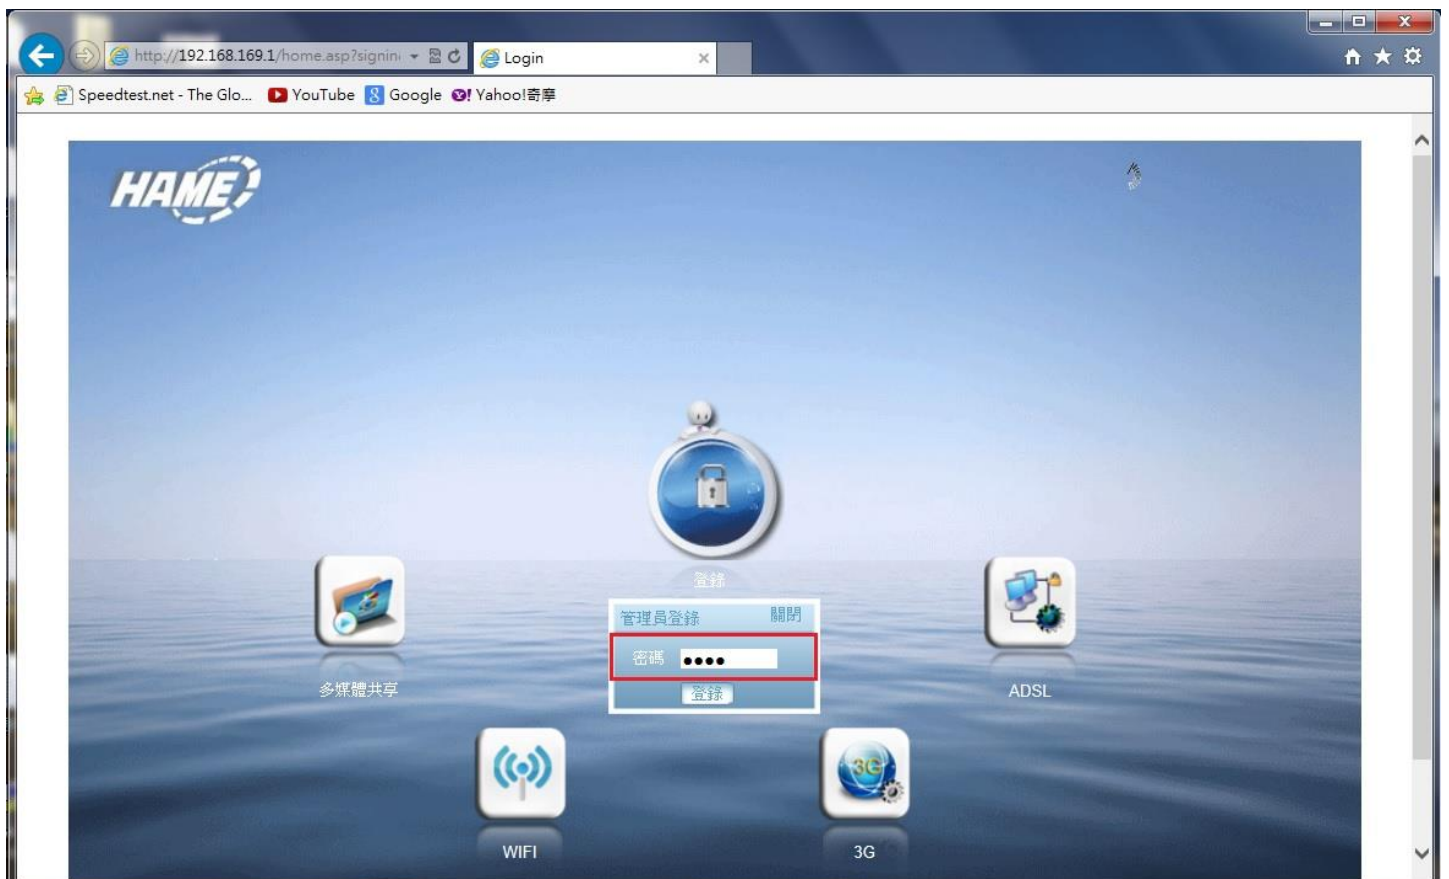 http://192.168.169.1/home.asp?signin
Login
Speedtest.net - The Glo... YouTube Google Yahoo!奇摩
HAME
登錄
管理員登錄 關閉
密碼 ●●●●
登錄
多媒體共享
ADSL
3G
WIFI
3G